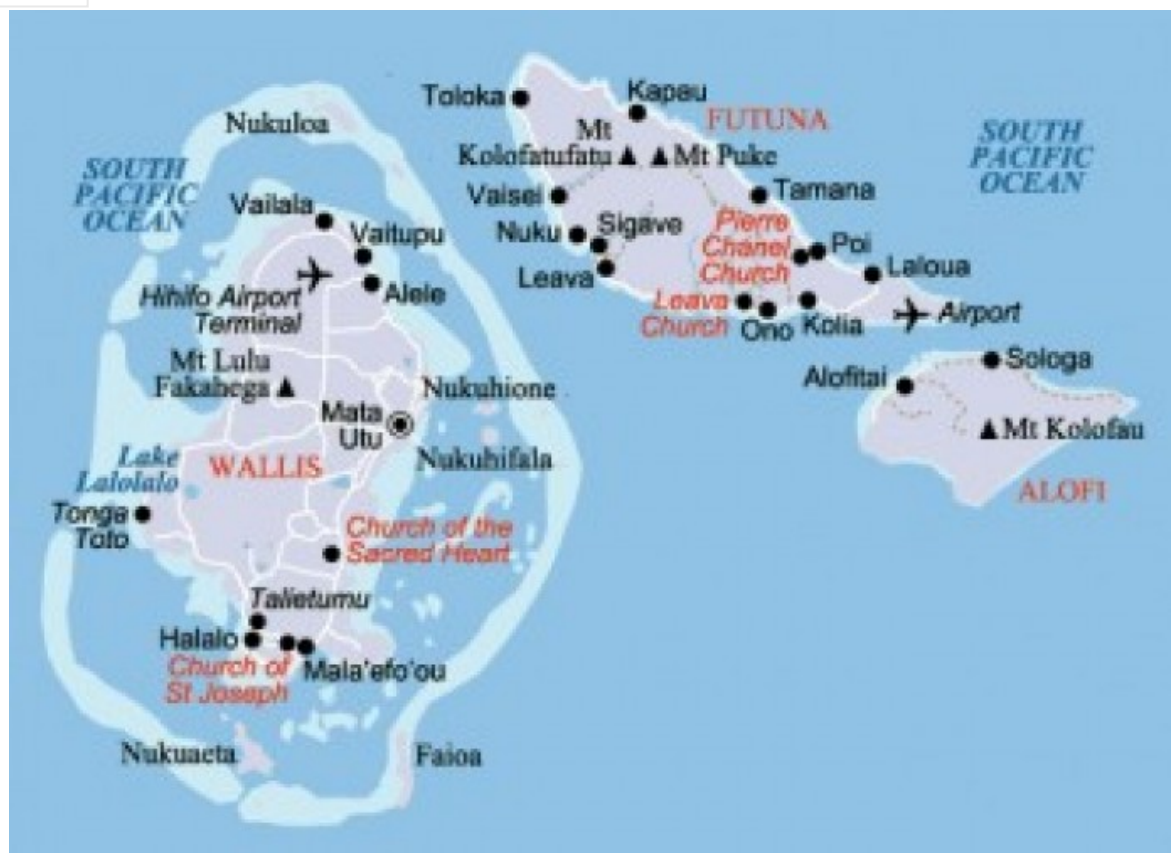 Toloka
Kapau
Nukuloa
Mt
Kolofatufatu
FUTUNA
Mt Puke
SOUTH
PACIFIC
OCEAN
SOUTH
PACIFIC
OCEAN
Vailala
Vaitupu
Vaisei
Tamana
Nuku
Sigave
Pierre
Chanel
Church
Poi
Leava
Laloua
Hihifo Airport
Terminal
Alele
Leava
Church
Ono
Kolia
Airport
Mt Lulu
Fakahega
Nukuhione
Alofitai
Sologa
Mata
Utu
Mt Kolofau
Lake
Lalolalo
WALLIS
Nukuhifala
ALOFI
Tonga
Toto
Church of the
Sacred Heart
Talietumu
Halalo
Church of
St Joseph
Mala'efo'ou
Nukuaeta
Faioa